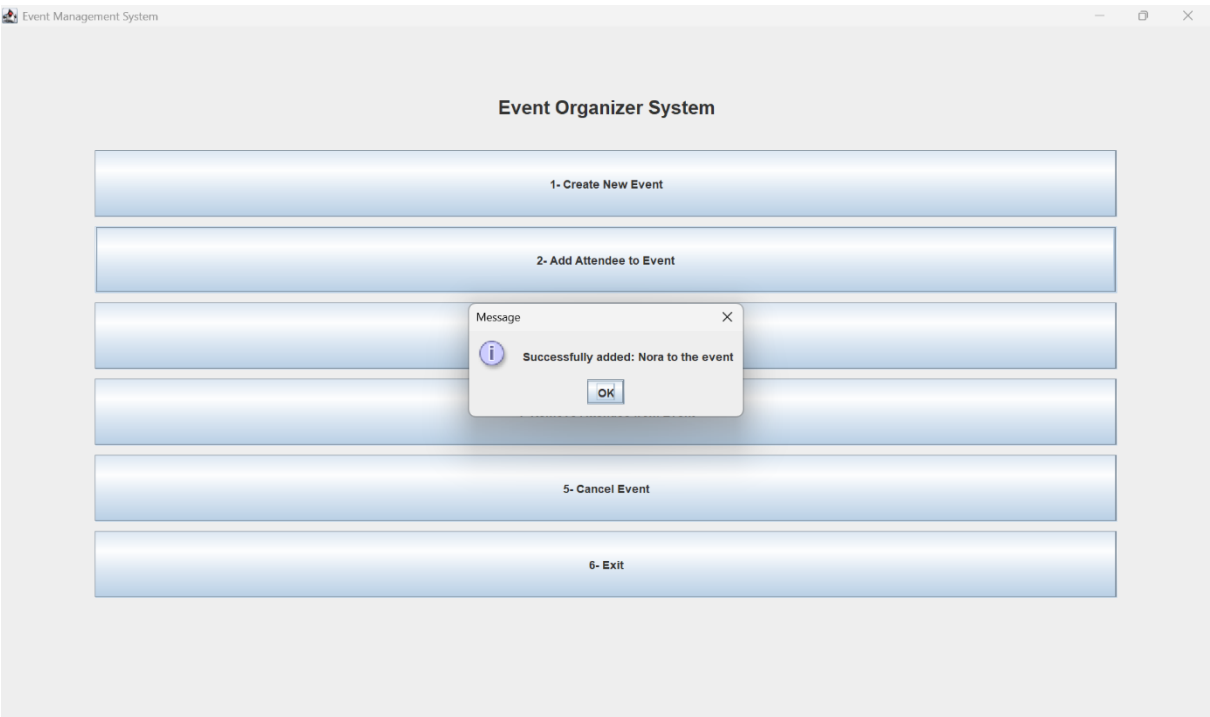 Event Management System
Event Organizer System
1- Create New Event
2- Add Attendee to Event
Message
Successfully added: Nora to the event
OK
5- Cancel Event
6- Exit